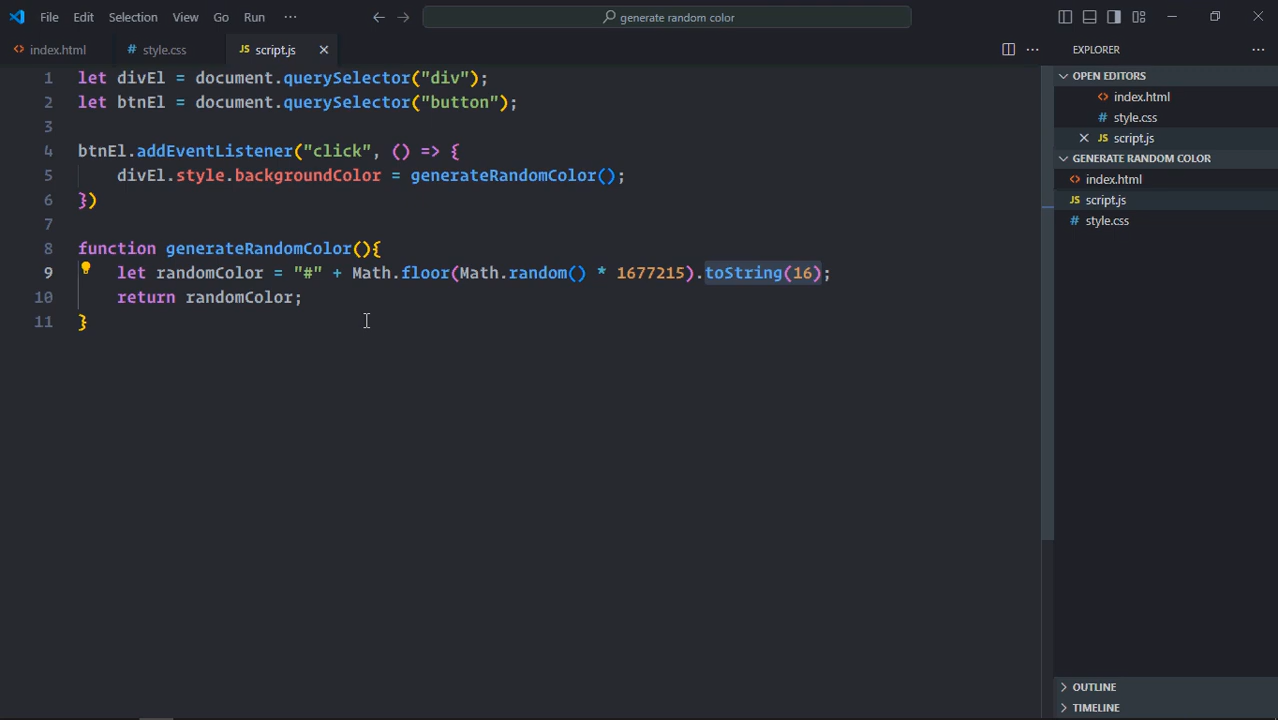 File Edit Selection View Go Run ··· ← → generate random color
index.html style.css JS script.js
1 let divEl = document.querySelector("div");
2 let btnEl = document.querySelector("button");
3
4 btnEl.addEventListener("click", () => {
5 divEl.style.backgroundColor = generateRandomColor();
6 })
7
8 function generateRandomColor(){
9 let randomColor = "#" + Math.floor(Math.random() * 1677215).toString(16);
10 return randomColor;
11 }
EXPLORER
OPEN EDITORS
index.html
# style.css
JS script.js
GENERATE RANDOM COLOR
index.html
JS script.js
# style.css
OUTLINE
TIMELINE